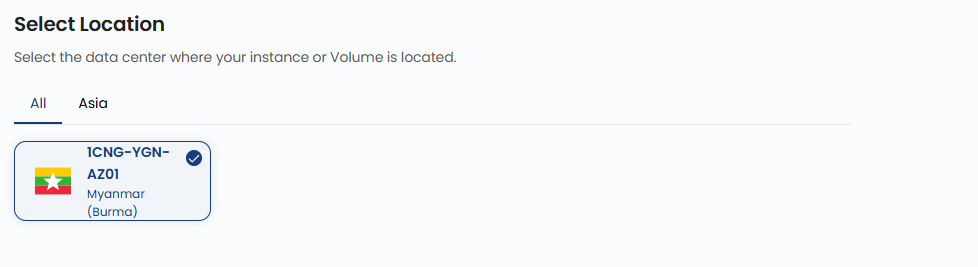 Select Location
Select the data center where your instance or Volume is located.
All Asia
1CNG-YGN-
AZ01
Myanmar
(Burma)